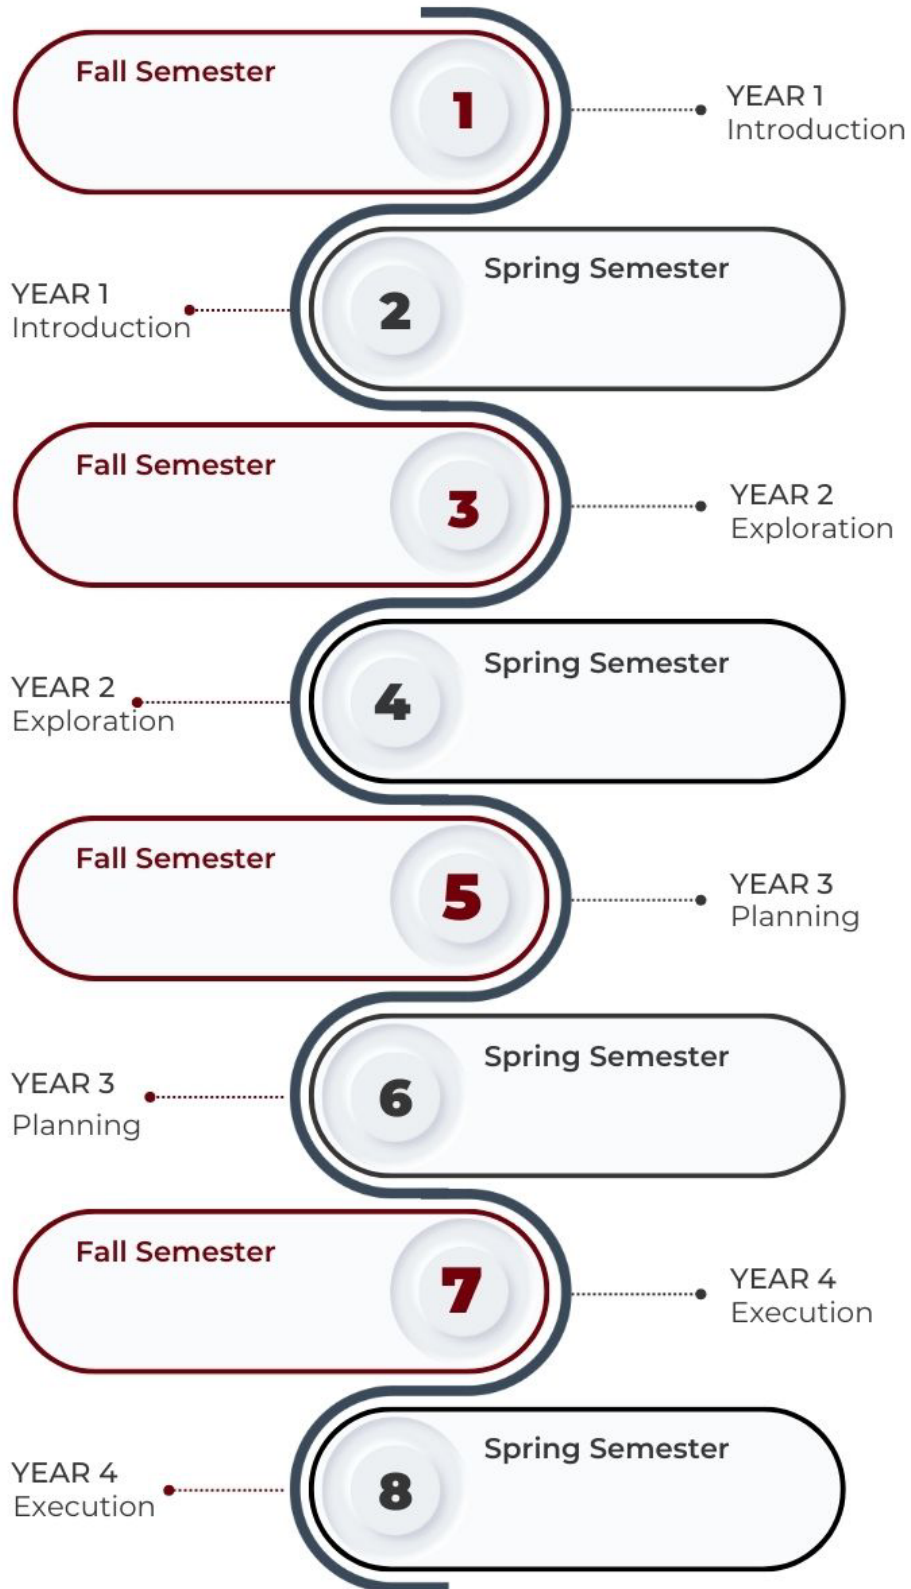 Fall Semester
1
YEAR 1
Introduction
Spring Semester
2
YEAR 1
Introduction
Fall Semester
3
YEAR 2
Exploration
Spring Semester
4
YEAR 2
Exploration
Fall Semester
5
YEAR 3
Planning
Spring Semester
6
YEAR 3
Planning
Fall Semester
7
YEAR 4
Execution
Spring Semester
8
YEAR 4
Execution